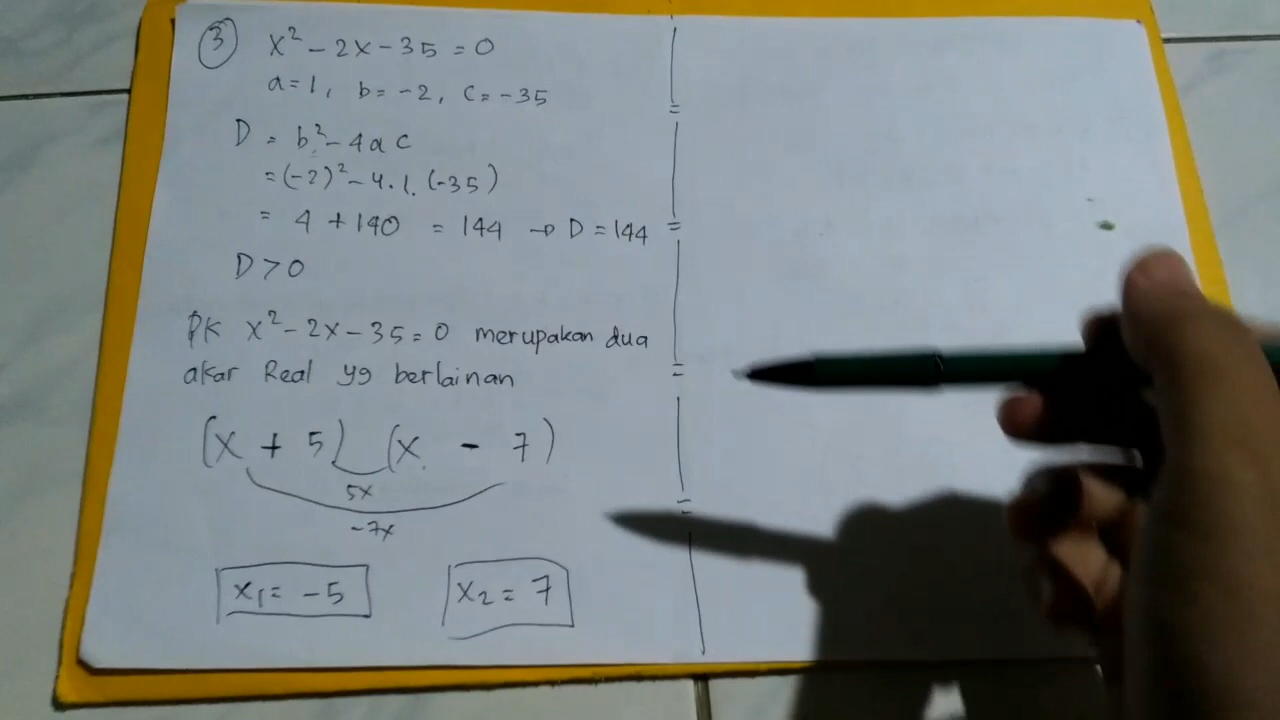 3 x² - 2x - 35 = 0
a = 1, b = -2, c = -35
D = b² - 4ac
= (-2)² - 4.1.(-35)
= 4 + 140 = 144 → D = 144
D > 0
PK x² - 2x - 35 = 0 merupakan dua
akar Real yg berlainan
(x + 5) (x - 7)
5x
-7x
x₁ = -5 x₂ = 7